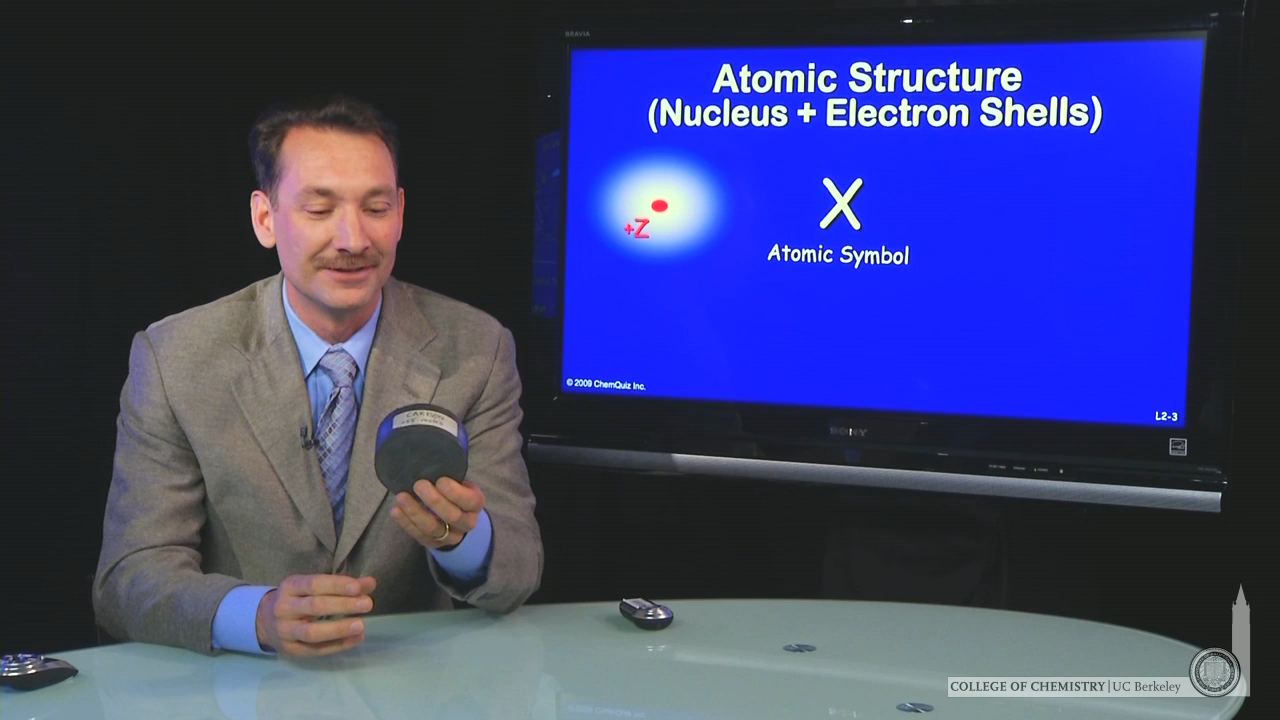 BRAVIA
Atomic Structure
(Nucleus + Electron Shells)
+Z
X
Atomic Symbol
© 2009 ChemQuiz Inc.
L2-3
SONY
CARBON
COLLEGE OF CHEMISTRY | UC Berkeley